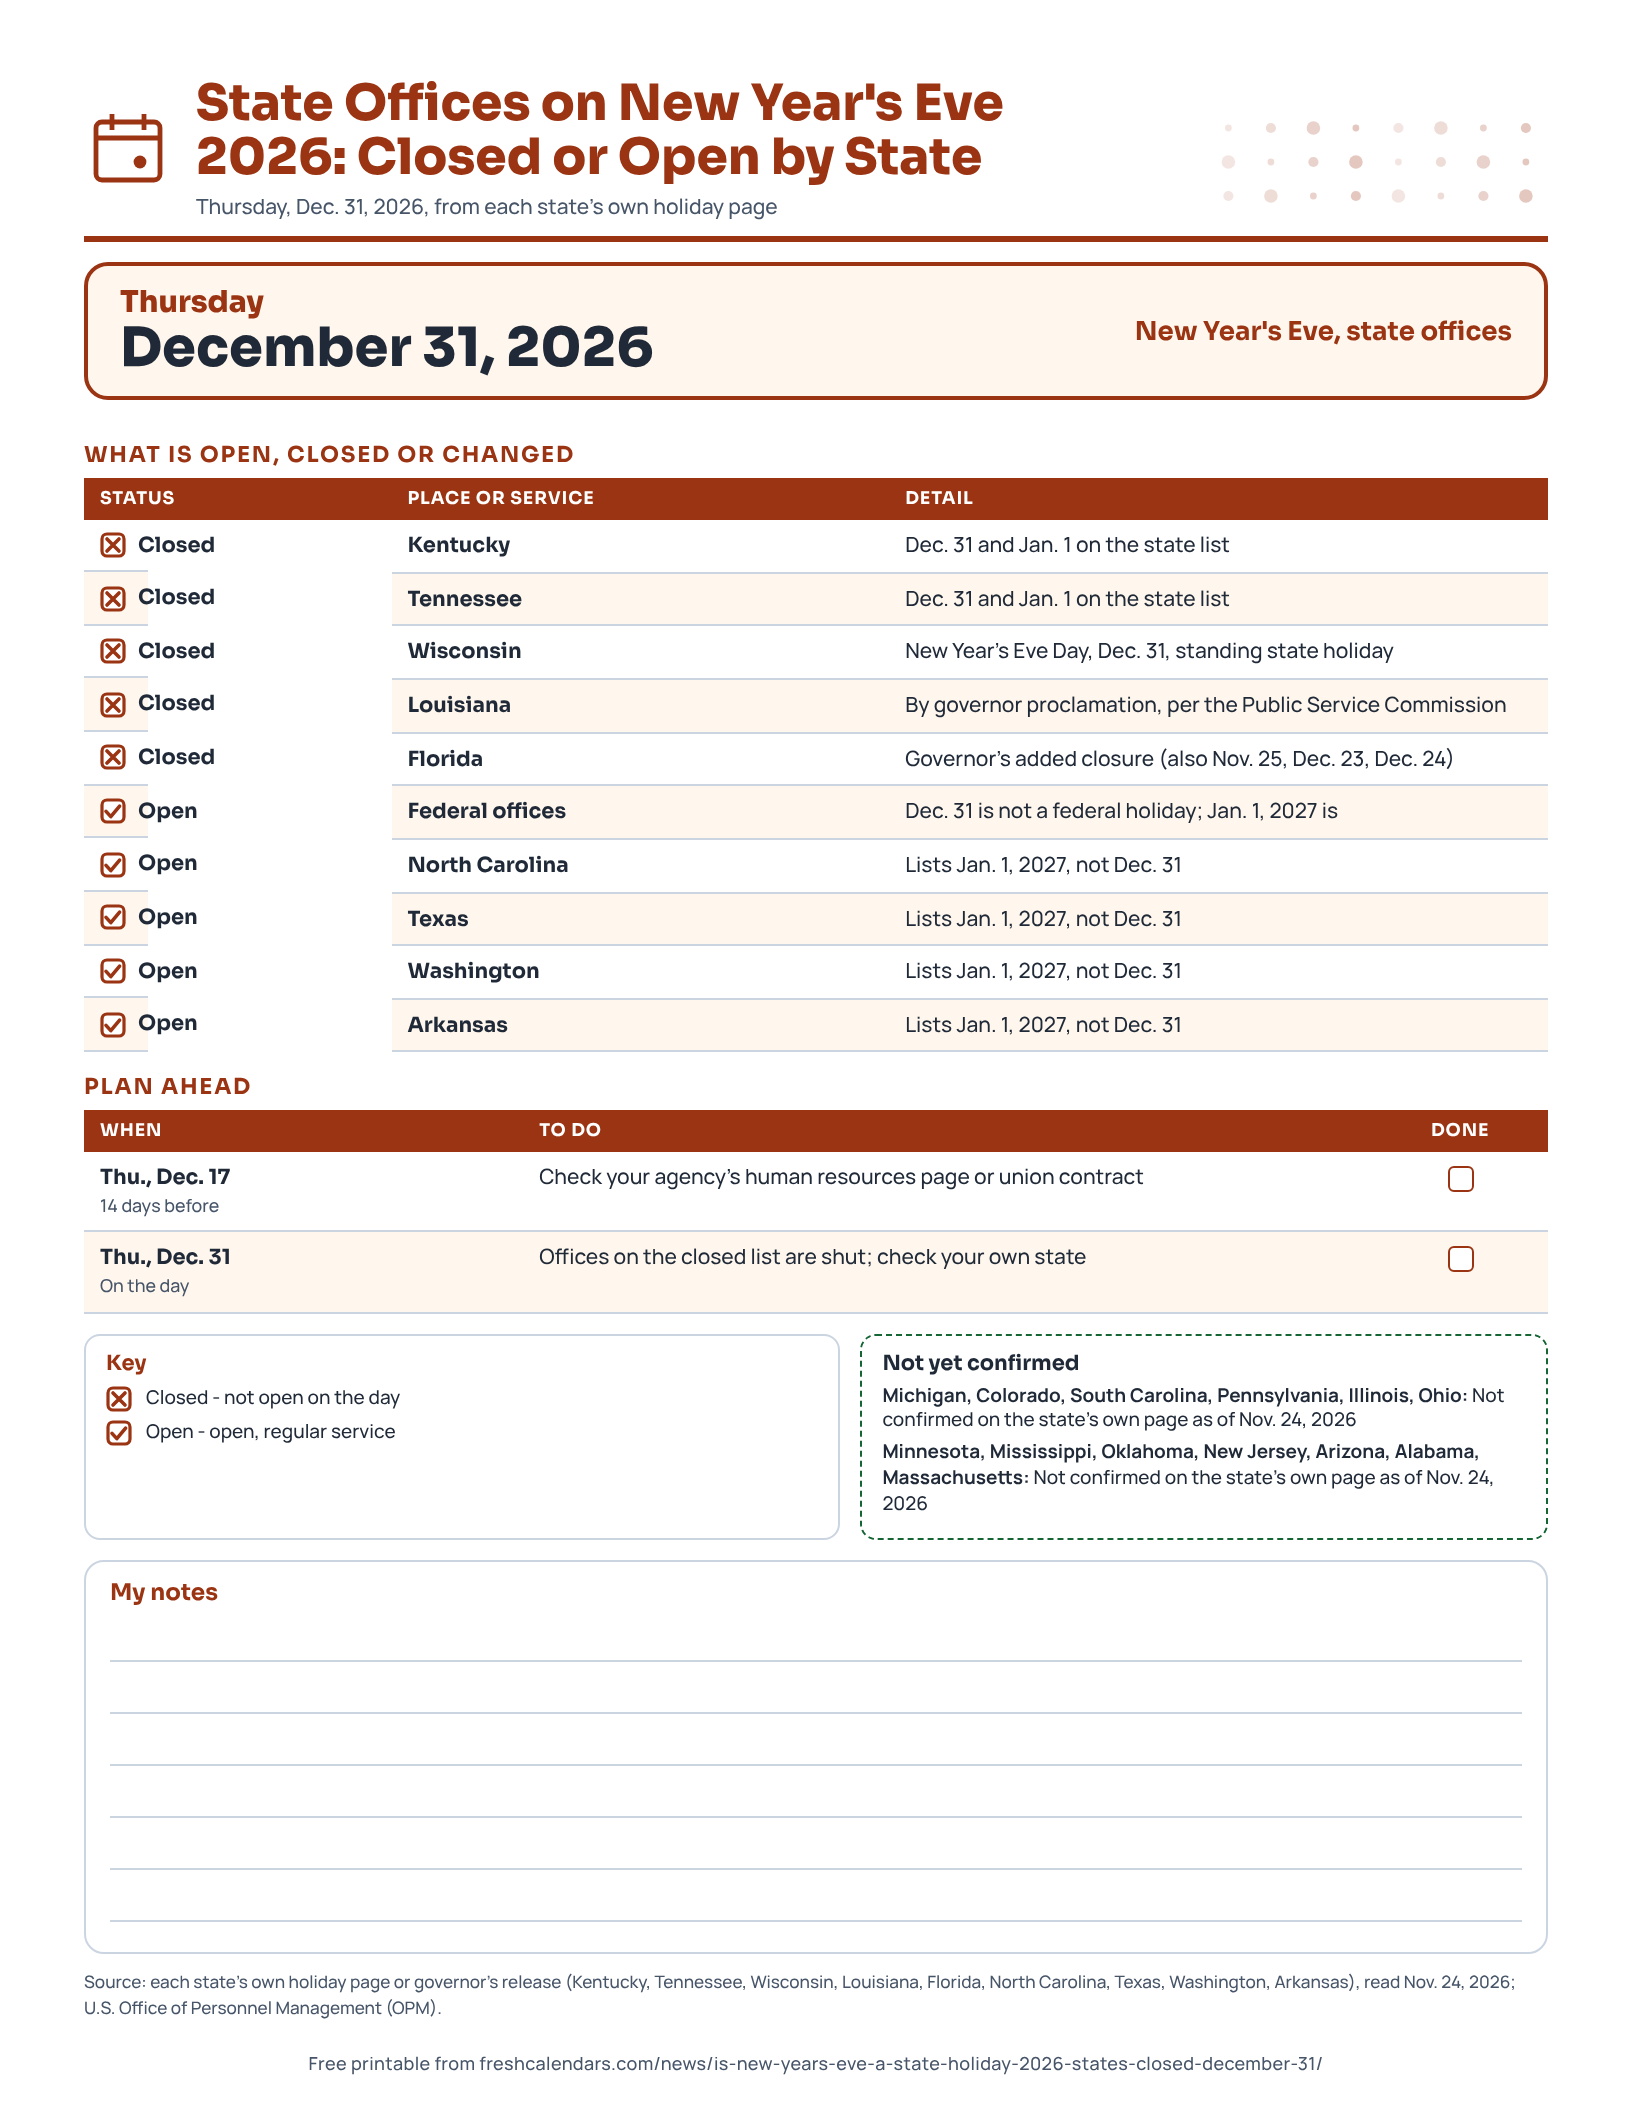 State Offices on New Year's Eve
2026: Closed or Open by State
Thursday, Dec. 31, 2026, from each state's own holiday page
Thursday
December 31, 2026
New Year's Eve, state offices
WHAT IS OPEN, CLOSED OR CHANGED
STATUS PLACE OR SERVICE DETAIL
Closed Kentucky Dec. 31 and Jan. 1 on the state list
Closed Tennessee Dec. 31 and Jan. 1 on the state list
Closed Wisconsin New Year's Eve Day, Dec. 31, standing state holiday
Closed Louisiana By governor proclamation, per the Public Service Commission
Closed Florida Governor's added closure (also Nov. 25, Dec. 23, Dec. 24)
Open Federal offices Dec. 31 is not a federal holiday; Jan. 1, 2027 is
Open North Carolina Lists Jan. 1, 2027, not Dec. 31
Open Texas Lists Jan. 1, 2027, not Dec. 31
Open Washington Lists Jan. 1, 2027, not Dec. 31
Open Arkansas Lists Jan. 1, 2027, not Dec. 31
PLAN AHEAD
WHEN TO DO DONE
Thu., Dec. 17 Check your agency's human resources page or union contract
14 days before
Thu., Dec. 31 Offices on the closed list are shut; check your own state
On the day
Key
Closed - not open on the day
Open - open, regular service
Not yet confirmed
Michigan, Colorado, South Carolina, Pennsylvania, Illinois, Ohio: Not
confirmed on the state's own page as of Nov. 24, 2026
Minnesota, Mississippi, Oklahoma, New Jersey, Arizona, Alabama,
Massachusetts: Not confirmed on the state's own page as of Nov. 24,
2026
My notes
Source: each state's own holiday page or governor's release (Kentucky, Tennessee, Wisconsin, Louisiana, Florida, North Carolina, Texas, Washington, Arkansas), read Nov. 24, 2026;
U.S. Office of Personnel Management (OPM).
Free printable from freshcalendars.com/news/is-new-years-eve-a-state-holiday-2026-states-closed-december-31/